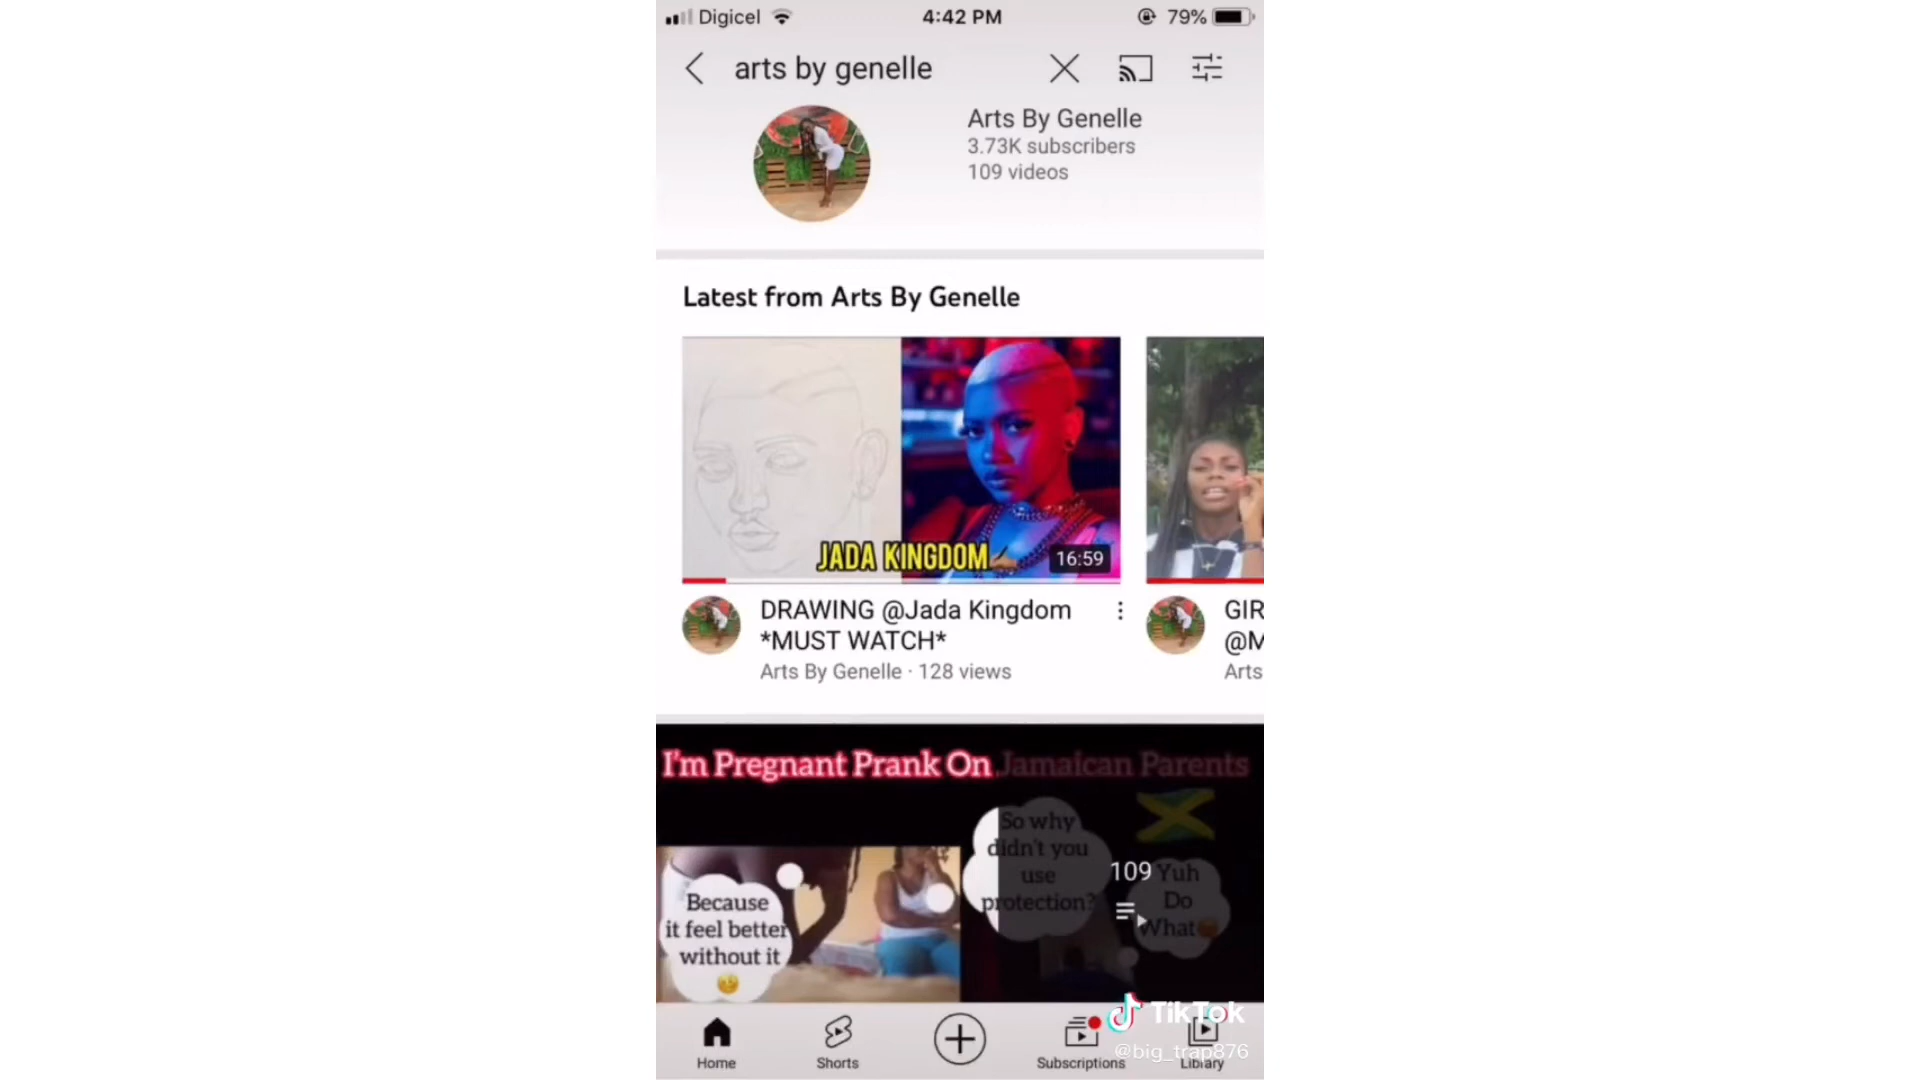 Digicel
4:42 PM
79%
arts by genelle
Arts By Genelle
3.73K subscribers
109 videos
Latest from Arts By Genelle
JADA KINGDOM
16:59
DRAWING @Jada Kingdom
*MUST WATCH*
Arts By Genelle · 128 views
GIR
@M
Arts
I'm Pregnant Prank On Jamaican Parents
So why
didn't you
use
protection?
109
Yuh
Do
What
Because
it feel better
without it
TikTok
@big_trap876
Home
Shorts
Subscriptions
Library